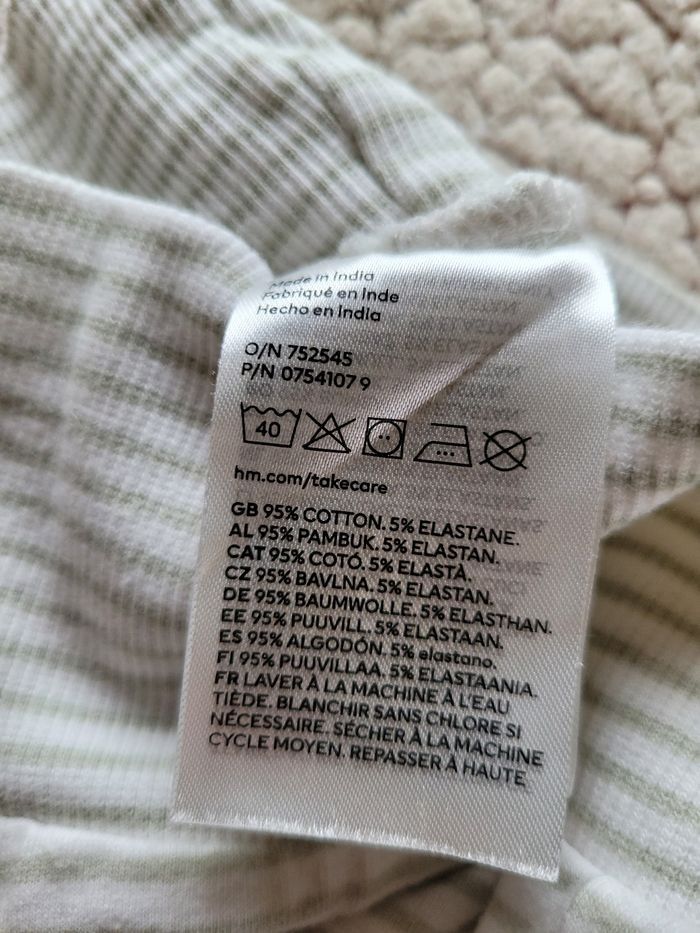 Made in India
Fabriqué en Inde
Hecho en India
O/N 752545
P/N 0754107 9
40
hm.com/takecare
GB 95% COTTON. 5% ELASTANE.
AL 95% PAMBUK. 5% ELASTAN.
CAT 95% COTÓ. 5% ELASTÀ.
CZ 95% BAVLNA. 5% ELASTAN.
DE 95% BAUMWOLLE. 5% ELASTHAN.
EE 95% PUUVILL. 5% ELASTAAN.
ES 95% ALGODÓN. 5% elastano.
FI 95% PUUVILLAA. 5% ELASTAANIA.
FR LAVER À LA MACHINE À L'EAU
TIÈDE. BLANCHIR SANS CHLORE SI
NÉCESSAIRE. SÉCHER À LA MACHINE
CYCLE MOYEN. REPASSER À HAUTE